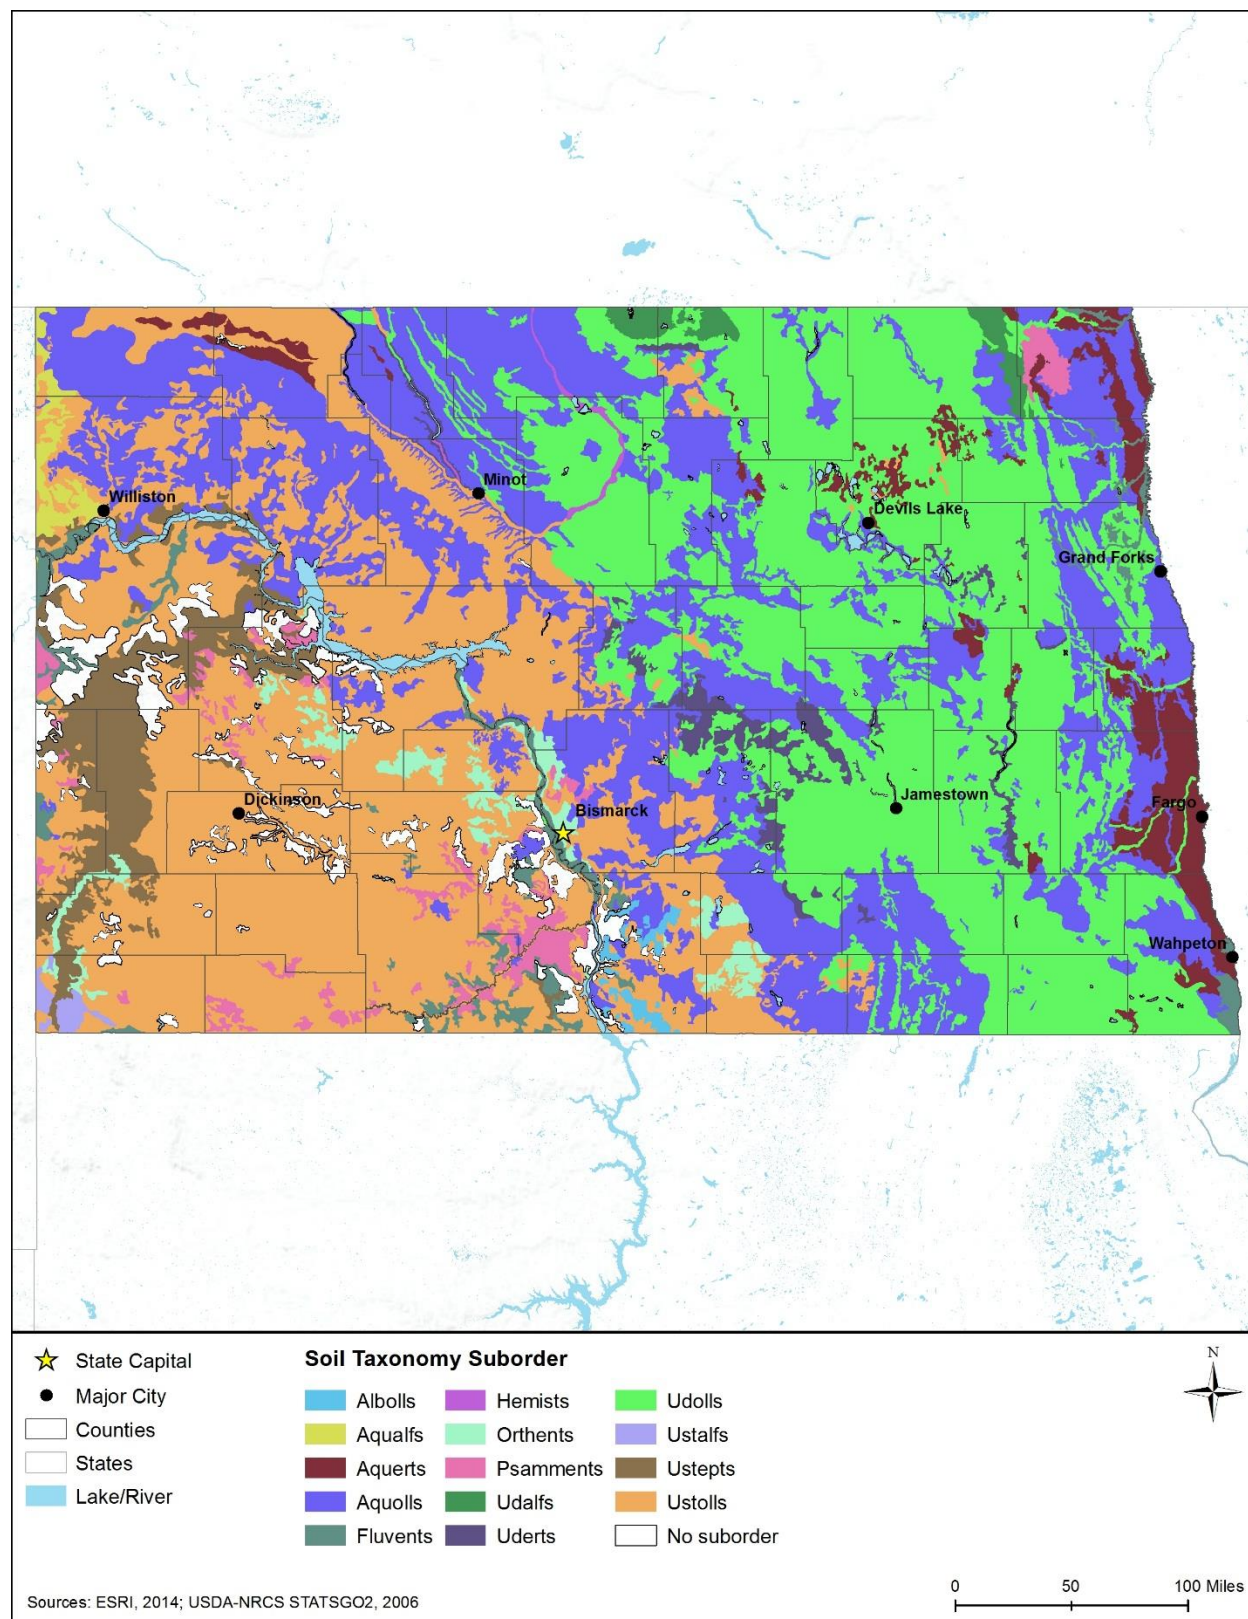 Williston
Minot
Devils Lake
Grand Forks
Dickinson
Bismarck
Jamestown
Fargo
Wahpeton
State Capital
Major City
Counties
States
Lake/River
Soil Taxonomy Suborder
Albolls
Aqualfs
Aquerts
Aquolls
Fluvents
Hemists
Orthents
Psamments
Udalfs
Uderts
Udolls
Ustalfs
Ustepts
Ustolls
No suborder
N
0 50 100 Miles
Sources: ESRI, 2014; USDA-NRCS STATSGO2, 2006